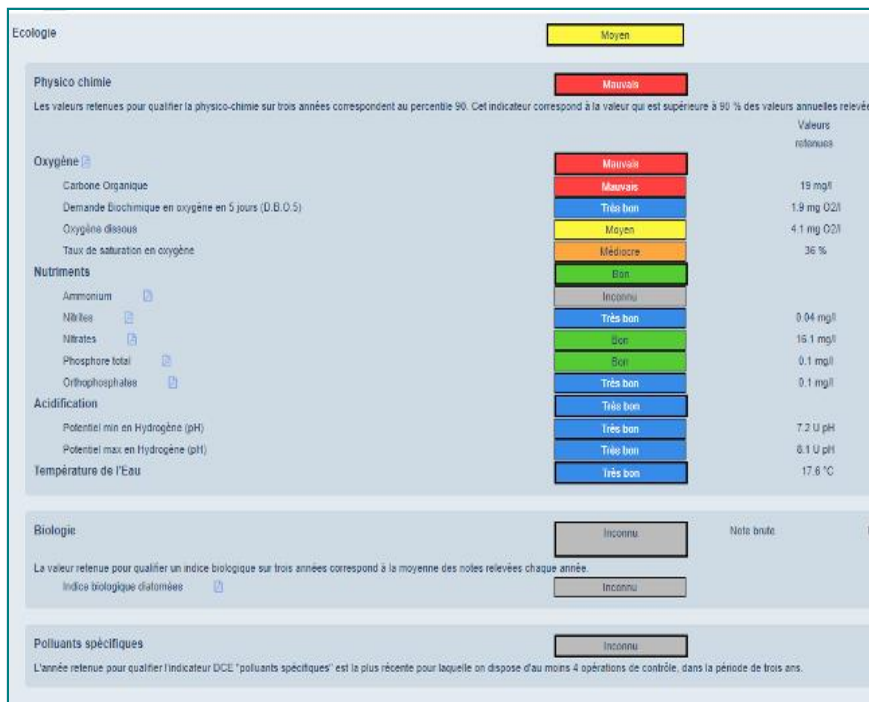 Ecologie Moyen
Physico chimie Mauvais
Les valeurs retenues pour qualifier la physico-chimie sur trois années correspondent au percentile 90. Cet indicateur correspond à la valeur qui est supérieure à 90 % des valeurs annuelles relevée
Valeurs
retenues
Oxygène Mauvais
Carbone Organique Mauvais 19 mg/l
Demande Biochimique en oxygène en 5 jours (D.B.O.5) Très bon 1.9 mg O2/l
Oxygène dissous Moyen 4.1 mg O2/l
Taux de saturation en oxygène Médiocre 36 %
Nutriments Bon
Ammonium Inconnu
Nitrites Très bon 0.04 mg/l
Nitrates Bon 16.1 mg/l
Phosphore total Bon 0.1 mg/l
Orthophosphates Très bon 0.1 mg/l
Acidification Très bon
Potentiel min en Hydrogène (pH) Très bon 7.2 U pH
Potentiel max en Hydrogène (pH) Très bon 8.1 U pH
Température de l'Eau Très bon 17.6 °C
Biologie Inconnu Note brute
La valeur retenue pour qualifier un indice biologique sur trois années correspond à la moyenne des notes relevées chaque année.
Indice biologique diatomées Inconnu
Polluants spécifiques Inconnu
L'année retenue pour qualifier l'indicateur DCE "polluants spécifiques" est la plus récente pour laquelle on dispose d'au moins 4 opérations de contrôle, dans la période de trois ans.